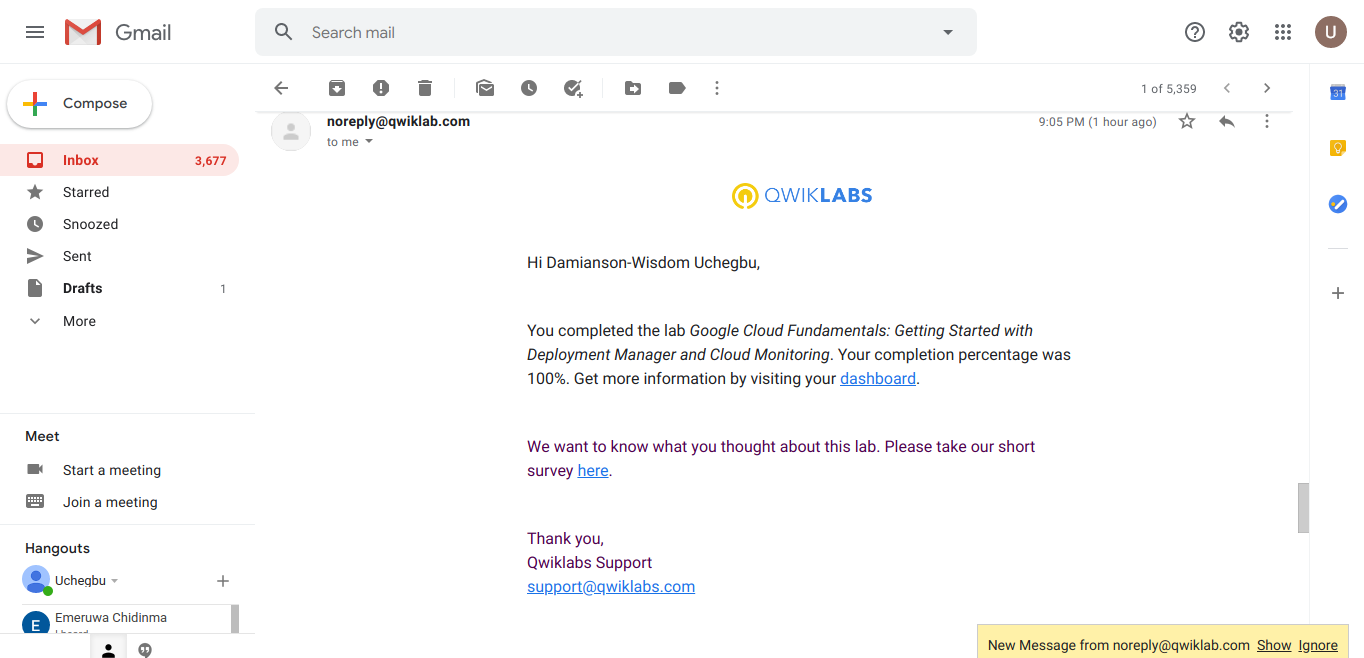 Gmail
Search mail
U
Compose
1 of 5,359
31
Inbox 3,677
Starred
Snoozed
Sent
Drafts 1
More
Meet
Start a meeting
Join a meeting
Hangouts
Uchegbu
E
Emeruwa Chidinma
noreply@qwiklab.com
9:05 PM (1 hour ago)
to me
QWIKLABS
Hi Damianson-Wisdom Uchegbu,
You completed the lab Google Cloud Fundamentals: Getting Started with
Deployment Manager and Cloud Monitoring. Your completion percentage was
100%. Get more information by visiting your dashboard.
We want to know what you thought about this lab. Please take our short
survey here.
Thank you,
Qwiklabs Support
support@qwiklabs.com
New Message from noreply@qwiklab.com Show Ignore